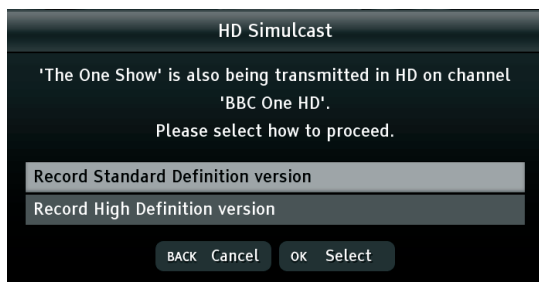 HD Simulcast
'The One Show' is also being transmitted in HD on channel
'BBC One HD'.
Please select how to proceed.
Record Standard Definition version
Record High Definition version
BACK Cancel OK Select